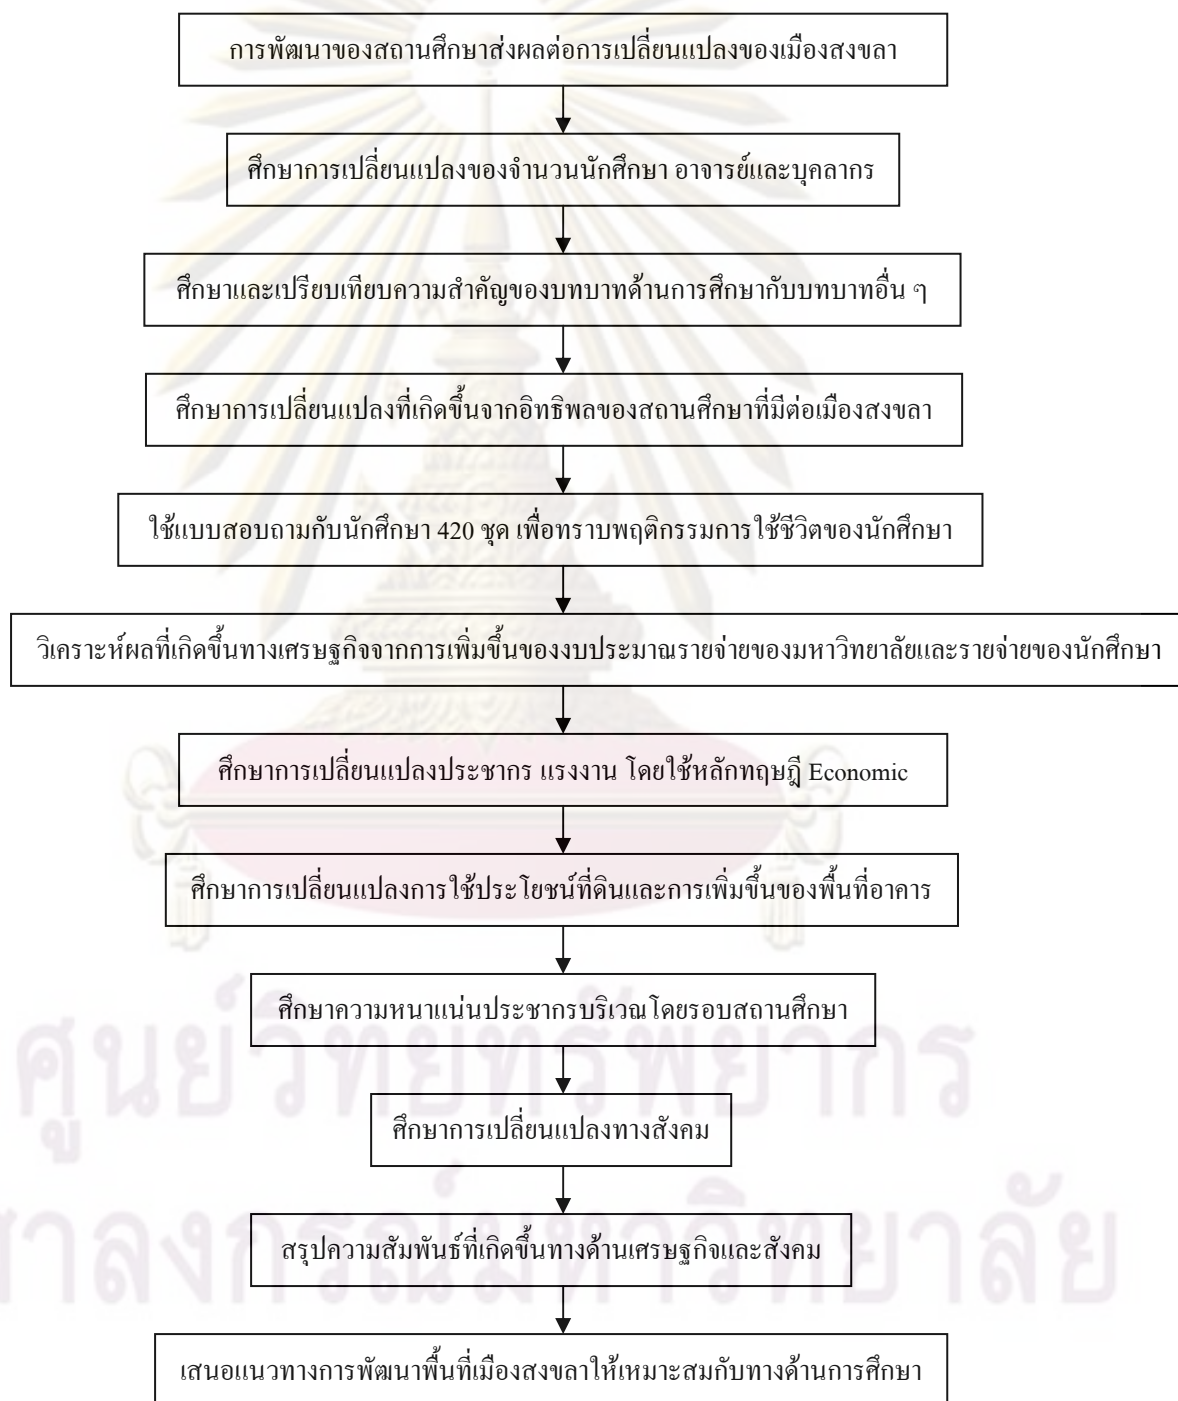 การพัฒนาของสถานศึกษาส่งผลต่อการเปลี่ยนแปลงของเมืองสงขลา
ศึกษาการเปลี่ยนแปลงของจำนวนนักศึกษา อาจารย์และบุคลากร
ศึกษาและเปรียบเทียบความสำคัญของบทบาทด้านการศึกษากับบทบาทอื่น ๆ
ศึกษาการเปลี่ยนแปลงที่เกิดขึ้นจากอิทธิพลของสถานศึกษาที่มีต่อเมืองสงขลา
ใช้แบบสอบถามกับนักศึกษา 420 ชุด เพื่อทราบพฤติกรรมการใช้ชีวิตของนักศึกษา
วิเคราะห์ผลที่เกิดขึ้นทางเศรษฐกิจจากการเพิ่มขึ้นของงบประมาณรายจ่ายของมหาวิทยาลัยและรายจ่ายของนักศึกษา
ศึกษาการเปลี่ยนแปลงประชากร แรงงาน โดยใช้หลักทฤษฎี Economic
ศึกษาการเปลี่ยนแปลงการใช้ประโยชน์ที่ดินและการเพิ่มขึ้นของพื้นที่อาคาร
ศึกษาความหนาแน่นประชากรบริเวณโดยรอบสถานศึกษา
ศูนย์วิทยทรัพยากร
ศึกษาการเปลี่ยนแปลงทางสังคม
สรุปความสัมพันธ์ที่เกิดขึ้นทางด้านเศรษฐกิจและสังคม
าลงกรณ์มหาวิทยาลัย
เสนอแนวทางการพัฒนาพื้นที่เมืองสงขลาให้เหมาะสมกับทางด้านการศึกษา